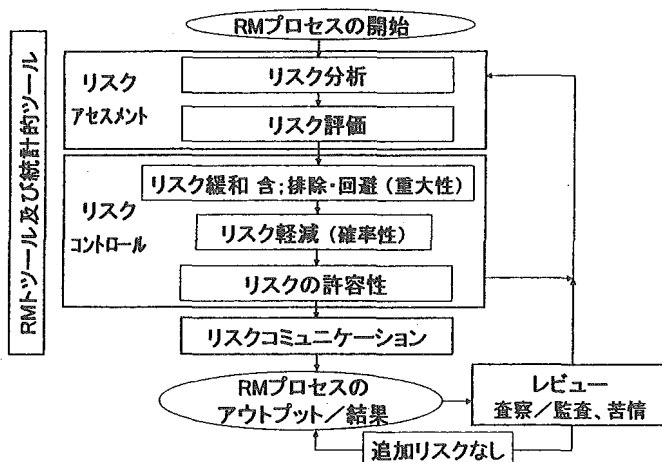 RMプロセスの開始
RMトツール及び統計的ツール
リスク
アセスメント
リスク分析
リスク評価
リスク
コントロール
リスク緩和 含;排除・回避(重大性)
リスク軽減(確率性)
リスクの許容性
リスクコミュニケーション
RMプロセスの
アウトプット/結果
レビュー
査察/監査、苦情
追加リスクなし